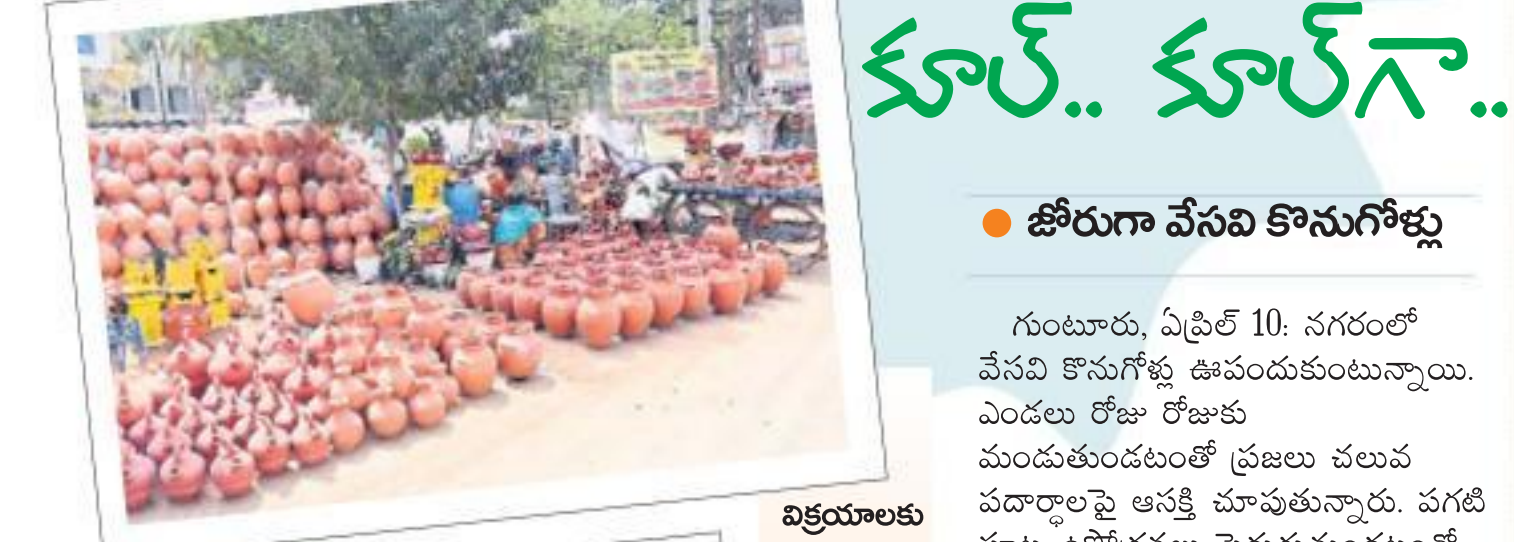 కూల్.. కూల్‌గా..
జోరుగా వేసవి కొనుగోళ్లు
గుంటూరు, ఏప్రిల్ 10: నగరంలో
వేసవి కొనుగోళ్లు ఊపందుకుంటున్నాయి.
ఎండలు రోజు రోజుకు
మండుతుండటంతో ప్రజలు చలువ
పదార్థాలపై ఆసక్తి చూపుతున్నారు. పగటి
విక్రయాలకు